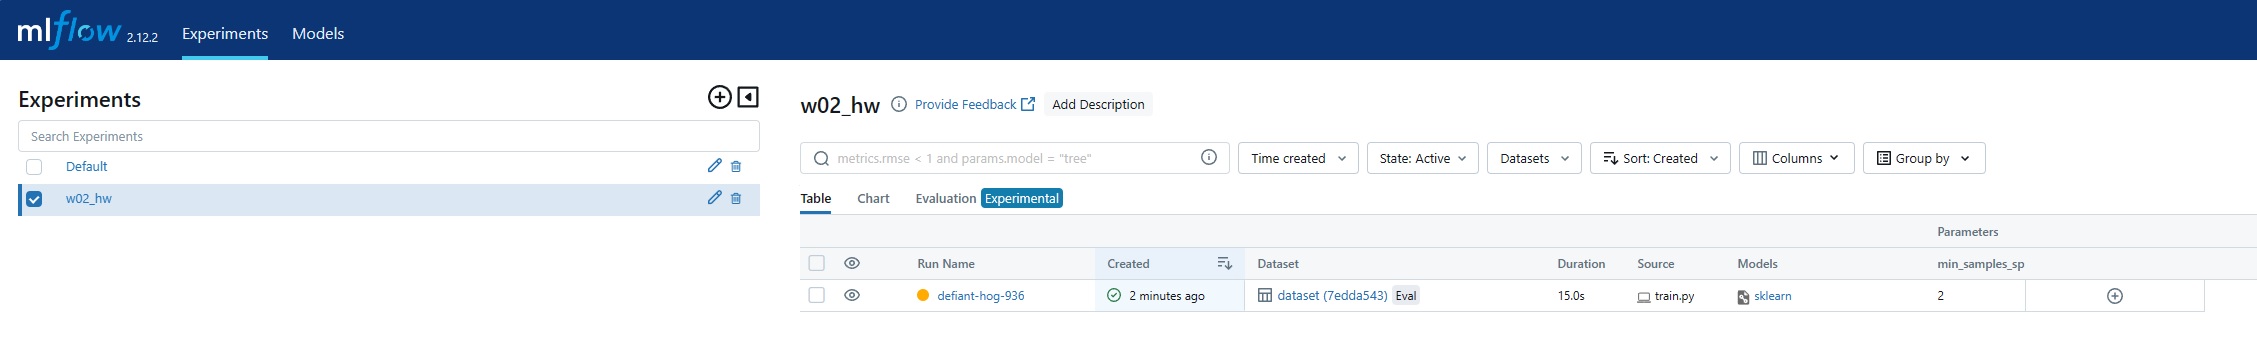 mlflow 2.12.2 Experiments Models
Experiments
Search Experiments
Default
w02_hw
w02_hw Provide Feedback Add Description
metrics.rmse < 1 and params.model = "tree" Time created State: Active Datasets Sort: Created Columns Group by
Table Chart Evaluation Experimental
Parameters
Run Name Created Dataset Duration Source Models min_samples_sp
defiant-hog-936 2 minutes ago dataset (7edda543) Eval 15.0s train.py sklearn 2